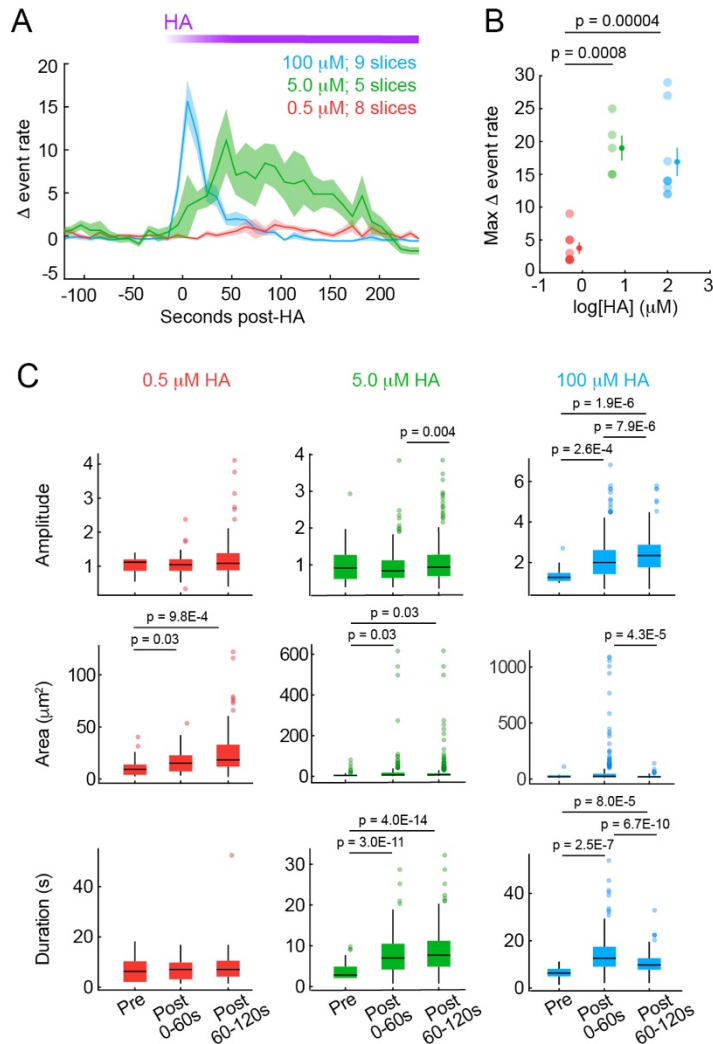 A
HA
100 μM; 9 slices
5.0 μM; 5 slices
0.5 μM; 8 slices
Δ event rate
20
15
10
5
0
-5
-100 -50 0 50 100 150 200
Seconds post-HA
B
p = 0.00004
p = 0.0008
Max Δ event rate
30
25
20
15
10
5
0
-1 0 1 2 3
log[HA] (μM)
C
0.5 μM HA 5.0 μM HA 100 μM HA
Amplitude
4
3
2
1
p = 0.004
4
3
2
1
0
p = 1.9E-6
p = 7.9E-6
p = 2.6E-4
6
4
2
Area (μm²)
p = 9.8E-4
p = 0.03
100
50
0
p = 0.03
p = 0.03
600
400
200
0
p = 4.3E-5
1000
500
0
Duration (s)
40
20
0
p = 4.0E-14
p = 3.0E-11
30
20
10
0
p = 8.0E-5
p = 6.7E-10
p = 2.5E-7
40
20
0
Pre
Post
0-60s
Post
60-120s
Pre
Post
0-60s
Post
60-120s
Pre
Post
0-60s
Post
60-120s